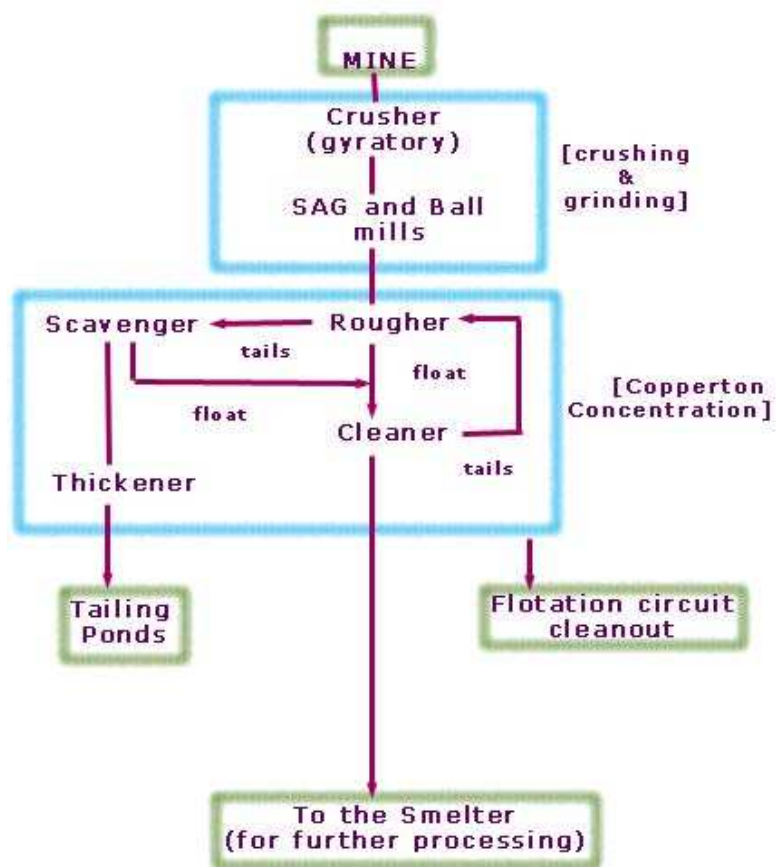 MINE
Crusher
(gyratory)
[crushing
&
grinding]
SAG and Ball
mills
Scavenger
Rougher
tails
float
[Copperton
Concentration]
float
Cleaner
tails
Thickener
Tailing
Ponds
Flotation circuit
cleanout
To the Smelter
(for further processing)